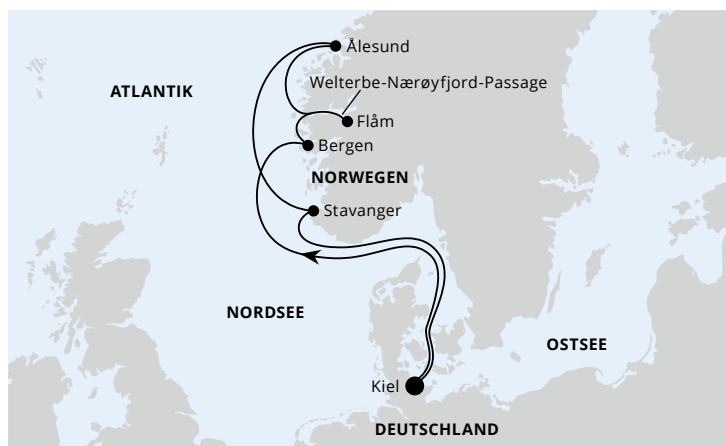 Ålesund
ATLANTIK
Welterbe-Nærøyfjord-Passage
Flåm
Bergen
NORWEGEN
Stavanger
NORDSEE
OSTSEE
Kiel
DEUTSCHLAND